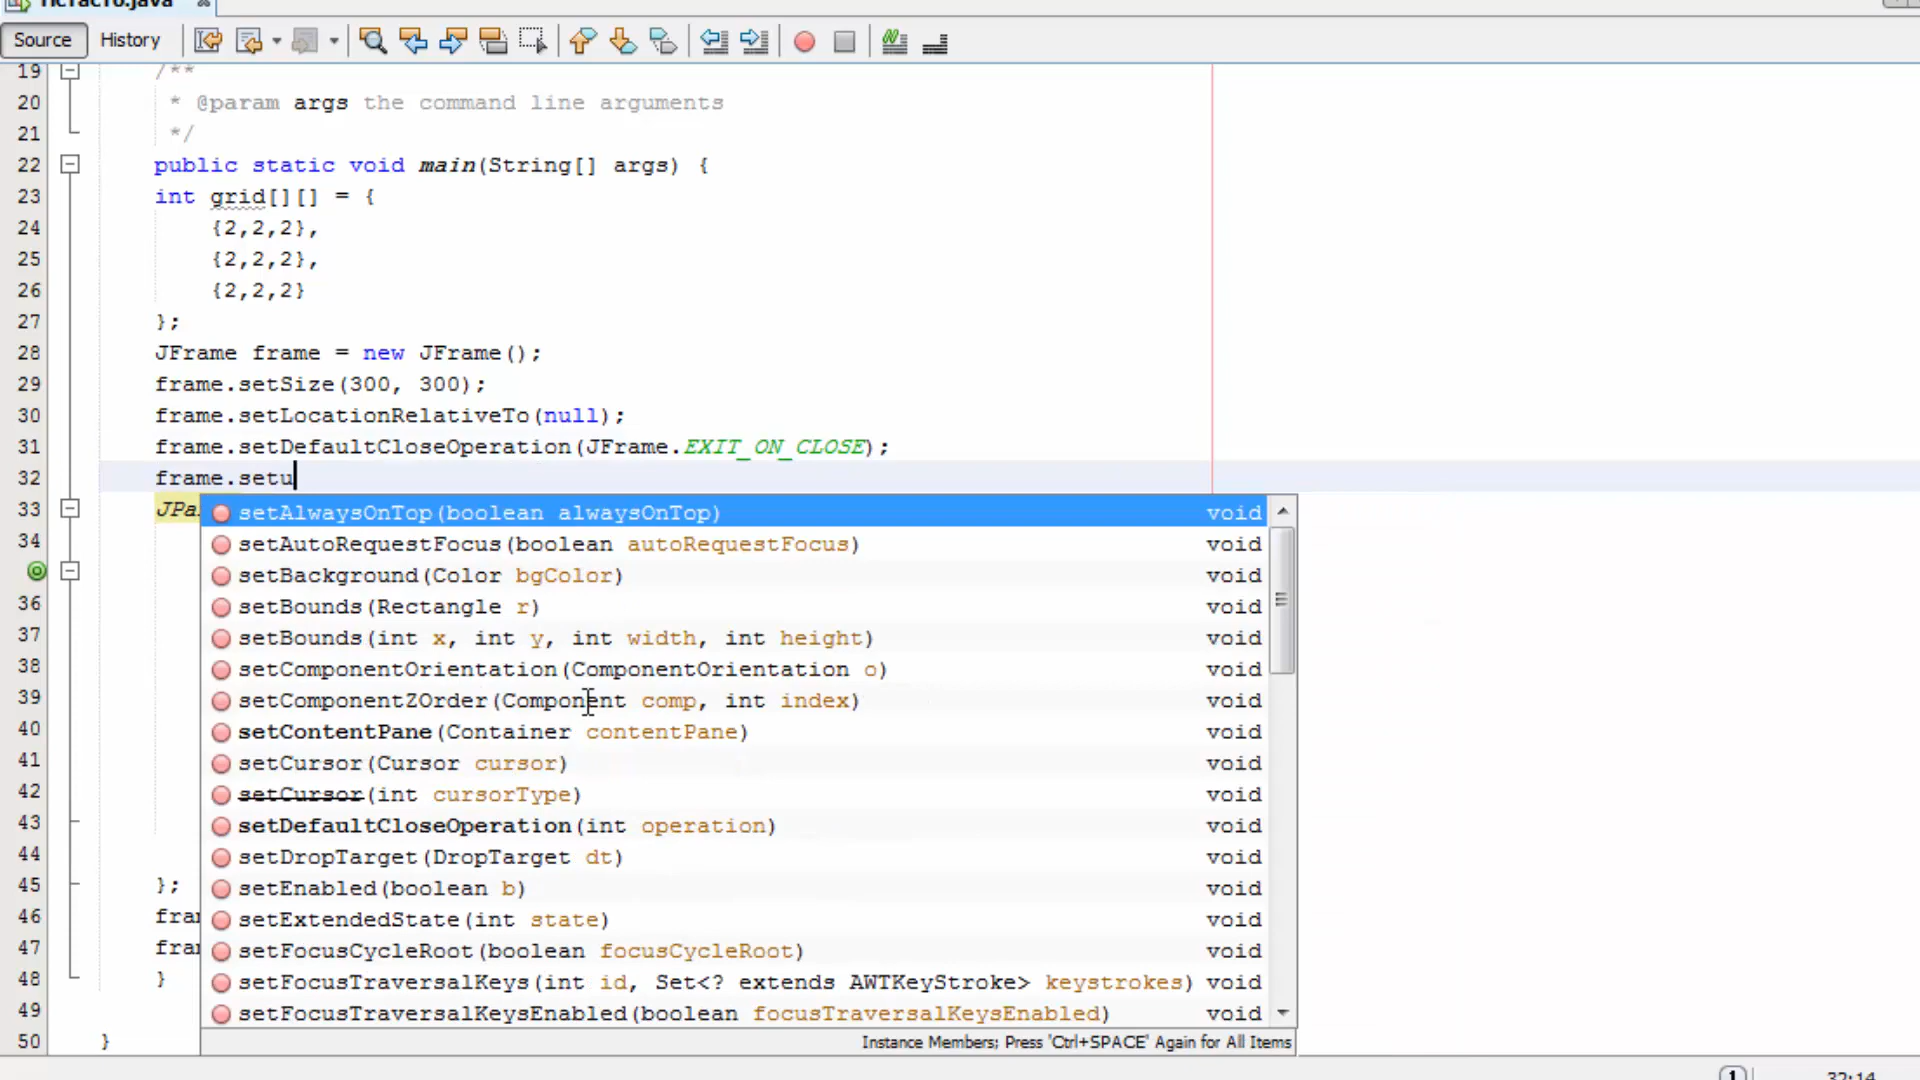 TicTacTo.java
Source History
19 /**
20 * @param args the command line arguments
21 */
22 public static void main(String[] args) {
23 int grid[][] = {
24 {2,2,2},
25 {2,2,2},
26 {2,2,2}
27 };
28 JFrame frame = new JFrame();
29 frame.setSize(300, 300);
30 frame.setLocationRelativeTo(null);
31 frame.setDefaultCloseOperation(JFrame.EXIT_ON_CLOSE);
32 frame.setu
33 JPa
setAlwaysOnTop(boolean alwaysOnTop) void
34 setAutoRequestFocus(boolean autoRequestFocus) void
setBackground(Color bgColor) void
36 setBounds(Rectangle r) void
37 setBounds(int x, int y, int width, int height) void
38 setComponentOrientation(ComponentOrientation o) void
39 setComponentZOrder(Component comp, int index) void
40 setContentPane(Container contentPane) void
41 setCursor(Cursor cursor) void
42 setCursor(int cursorType) void
43 setDefaultCloseOperation(int operation) void
44 setDropTarget(DropTarget dt) void
45 }; setEnabled(boolean b) void
46 fra setExtendedState(int state) void
47 fra setFocusCycleRoot(boolean focusCycleRoot) void
48 } setFocusTraversalKeys(int id, Set<? extends AWTKeyStroke> keystrokes) void
49 setFocusTraversalKeysEnabled(boolean focusTraversalKeysEnabled) void
50 } Instance Members; Press 'Ctrl+SPACE' Again for All Items
1 32:14